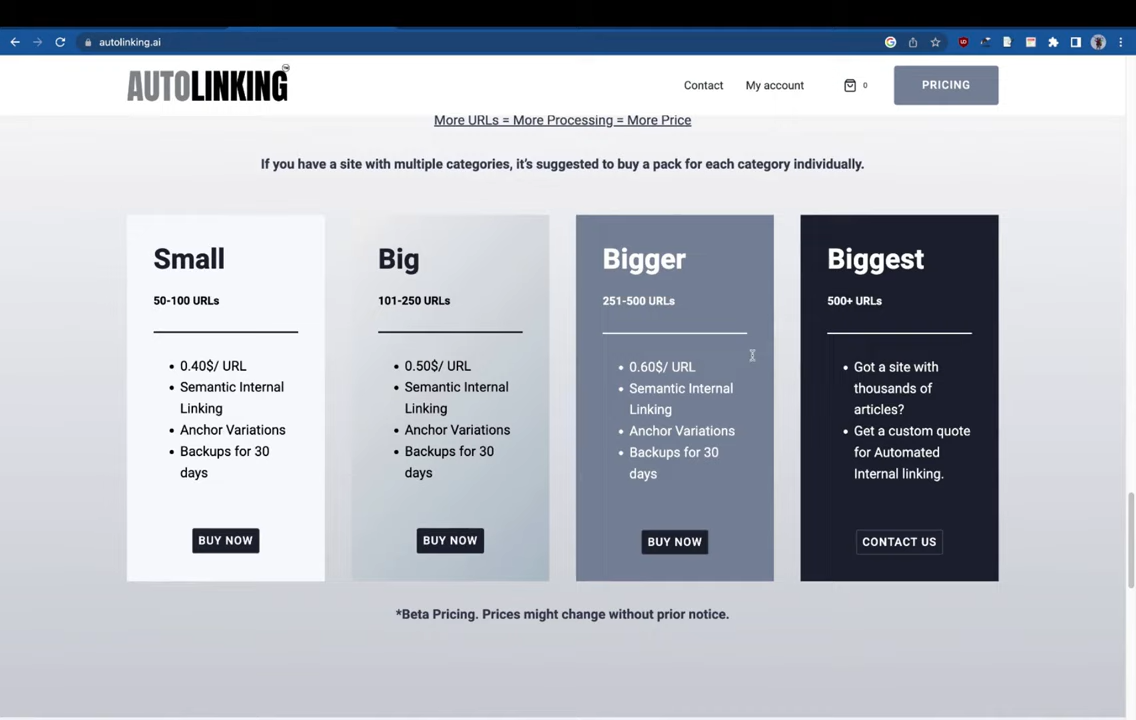 autolinking.ai
AUTOLINKING
Contact
My account
0
PRICING
More URLs = More Processing = More Price
If you have a site with multiple categories, it's suggested to buy a pack for each category individually.
Small
50-100 URLs
• 0.40$/ URL
• Semantic Internal
Linking
• Anchor Variations
• Backups for 30
days
BUY NOW
Big
101-250 URLs
• 0.50$/ URL
• Semantic Internal
Linking
• Anchor Variations
• Backups for 30
days
BUY NOW
Bigger
251-500 URLs
• 0.60$/ URL
• Semantic Internal
Linking
• Anchor Variations
• Backups for 30
days
BUY NOW
Biggest
500+ URLs
• Got a site with
thousands of
articles?
• Get a custom quote
for Automated
Internal linking.
CONTACT US
*Beta Pricing. Prices might change without prior notice.